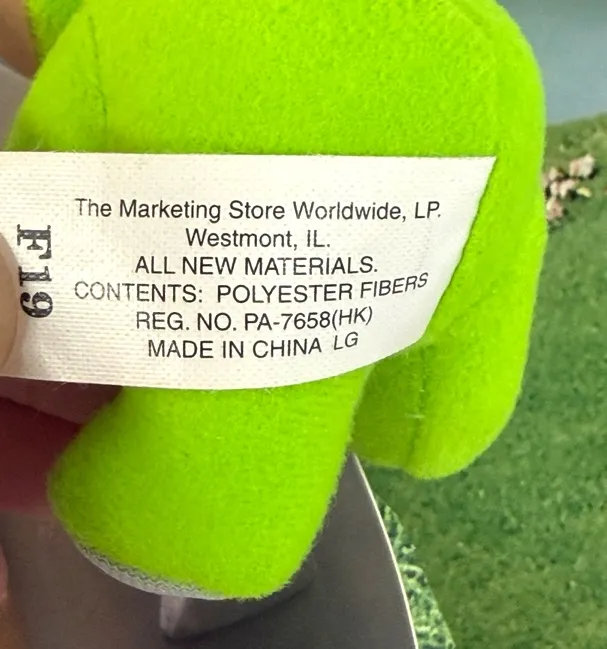 The Marketing Store Worldwide, LP.
Westmont, IL.
ALL NEW MATERIALS.
CONTENTS: POLYESTER FIBERS
REG. NO. PA-7658(HK)
MADE IN CHINA LG
F19